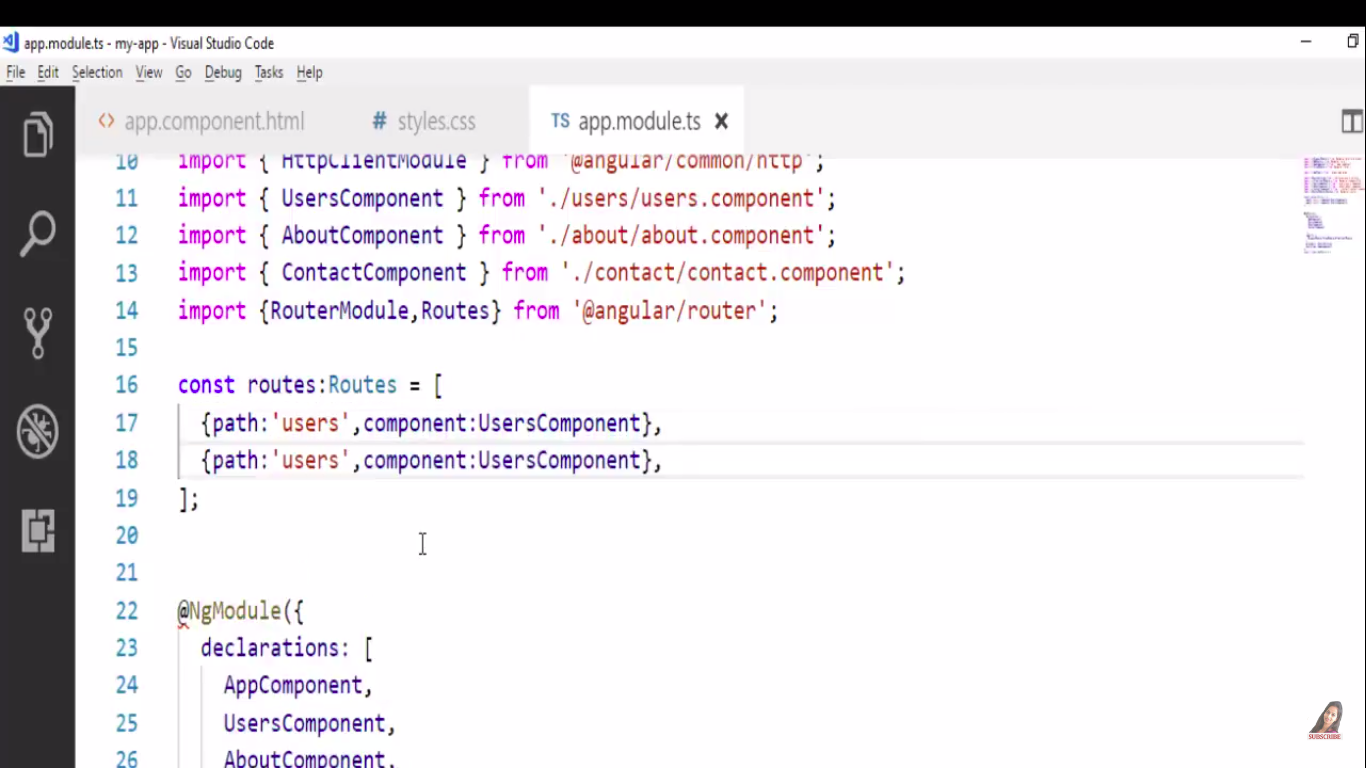 app.module.ts - my-app - Visual Studio Code
File Edit Selection View Go Debug Tasks Help
<> app.component.html # styles.css TS app.module.ts ×
10 import { HttpClientModule } from '@angular/common/http';
11 import { UsersComponent } from './users/users.component';
12 import { AboutComponent } from './about/about.component';
13 import { ContactComponent } from './contact/contact.component';
14 import {RouterModule,Routes} from '@angular/router';
15
16 const routes:Routes = [
17 {path:'users',component:UsersComponent},
18 {path:'users',component:UsersComponent},
19 ];
20
21
22 @NgModule({
23 declarations: [
24 AppComponent,
25 UsersComponent,
26 AboutComponent,
SUBSCRIBE